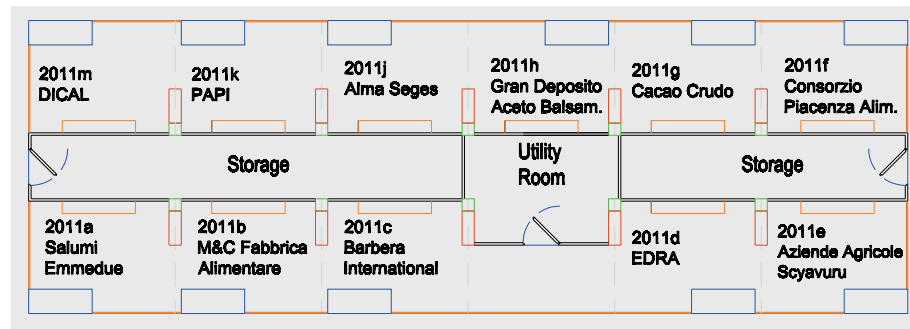 2011m
DICAL
2011k
PAPI
2011j
Alma Seges
2011h
Gran Deposito
Aceto Balsam.
2011g
Cacao Crudo
2011f
Consorzio
Piacenza Alim.
Storage
Utility
Room
Storage
2011a
Salumi
Emmedue
2011b
M&C Fabbrica
Alimentare
2011c
Barbera
International
2011d
EDRA
2011e
Aziende Agricole
Scyavuru